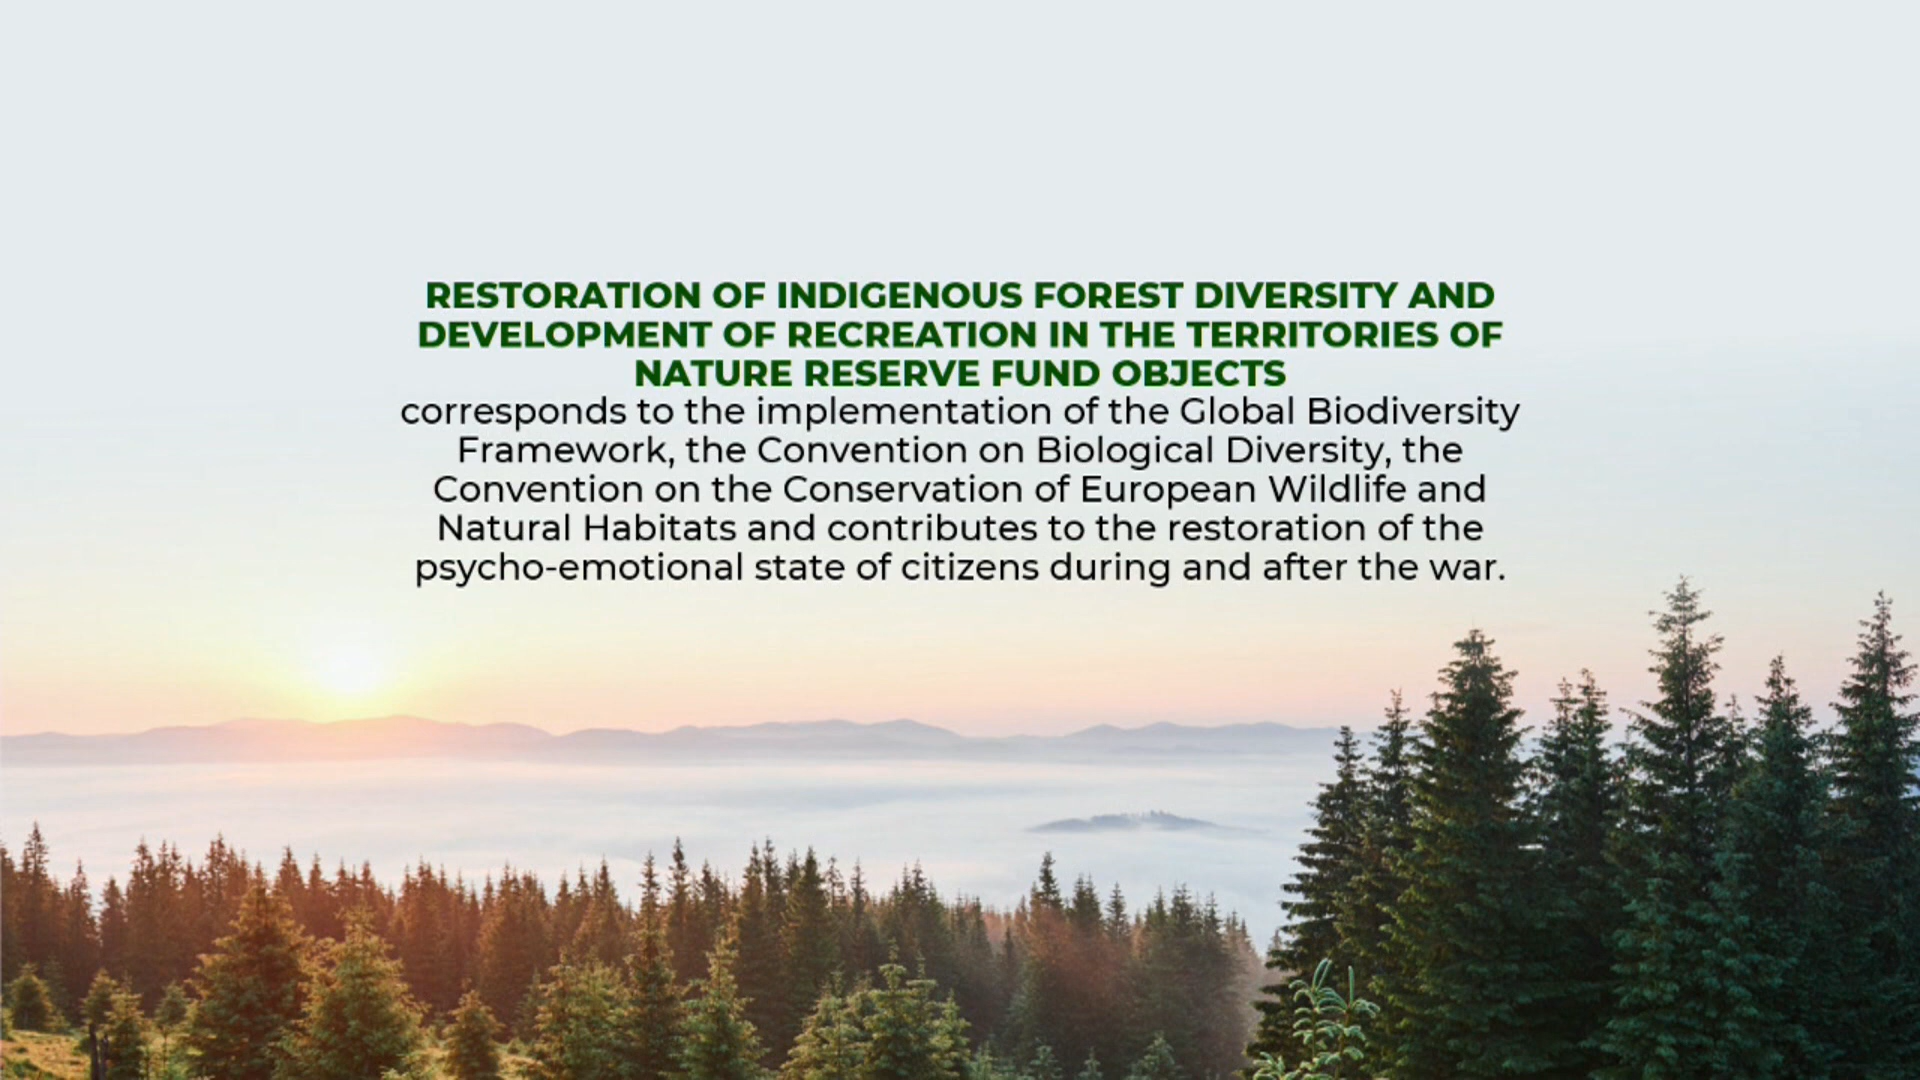 RESTORATION OF INDIGENOUS FOREST DIVERSITY AND
DEVELOPMENT OF RECREATION IN THE TERRITORIES OF
NATURE RESERVE FUND OBJECTS
corresponds to the implementation of the Global Biodiversity
Framework, the Convention on Biological Diversity, the
Convention on the Conservation of European Wildlife and
Natural Habitats and contributes to the restoration of the
psycho-emotional state of citizens during and after the war.